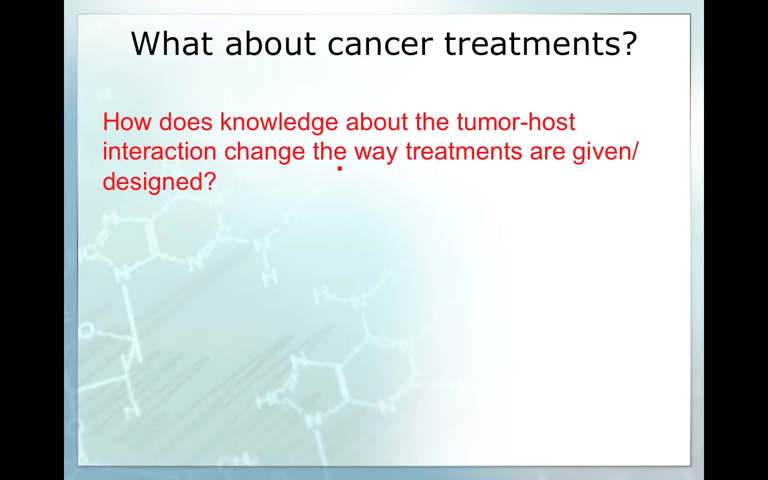 What about cancer treatments?
How does knowledge about the tumor-host
interaction change the way treatments are given/
designed?